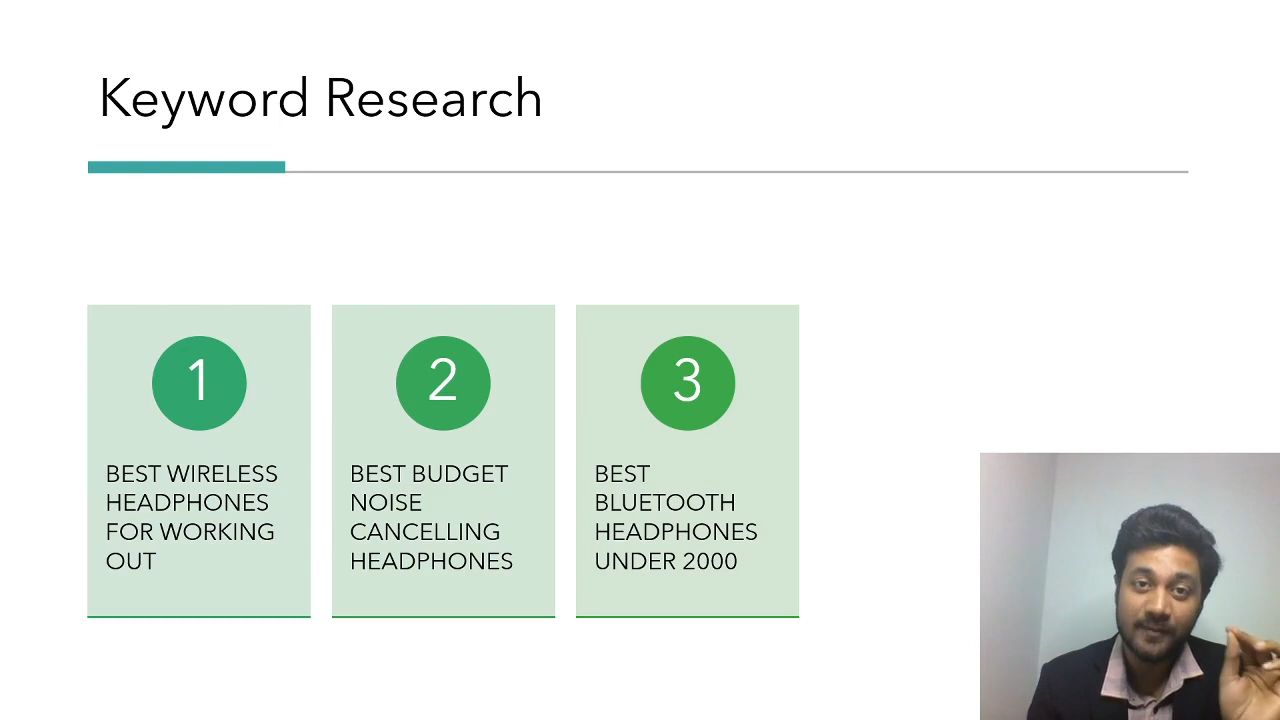 Keyword Research
1
BEST WIRELESS
HEADPHONES
FOR WORKING
OUT
2
BEST BUDGET
NOISE
CANCELLING
HEADPHONES
3
BEST
BLUETOOTH
HEADPHONES
UNDER 2000